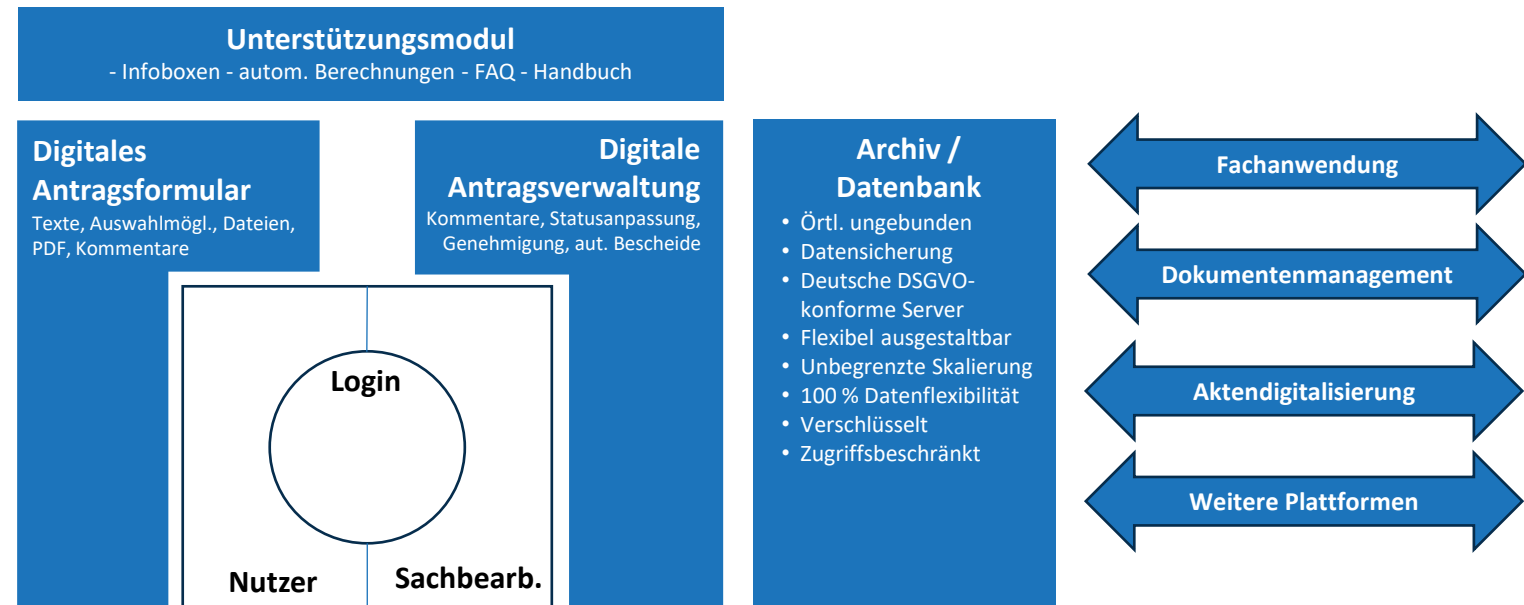 Unterstützungsmodul
- Infoboxen - autom. Berechnungen - FAQ - Handbuch
Digitales
Antragsformular
Texte, Auswahlmögl., Dateien,
PDF, Kommentare
Digitale
Antragsverwaltung
Kommentare, Statusanpassung,
Genehmigung, aut. Bescheide
Login
Nutzer
Sachbearb.
Archiv /
Datenbank
• Örtl. ungebunden
• Datensicherung
• Deutsche DSGVO-
konforme Server
• Flexibel ausgestaltbar
• Unbegrenzte Skalierung
• 100 % Datenflexibilität
• Verschlüsselt
• Zugriffsbeschränkt
Fachanwendung
Dokumentenmanagement
Aktendigitalisierung
Weitere Plattformen